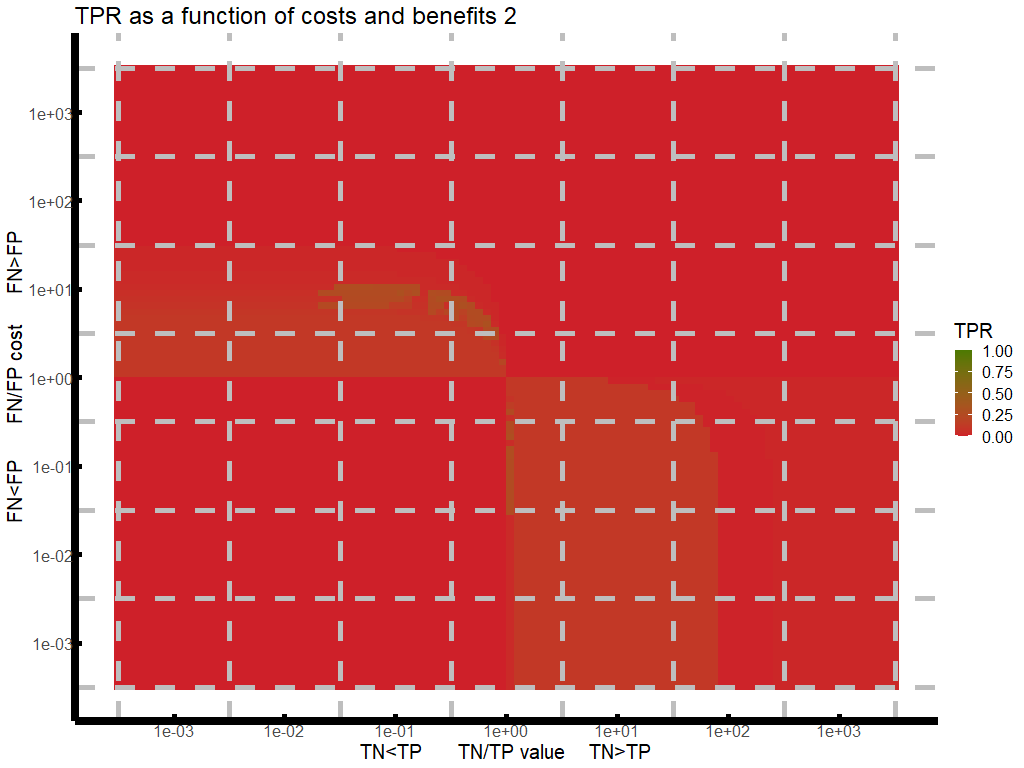 TPR as a function of costs and benefits 2
1e+03
1e+02
1e+01
1e+00
1e-01
1e-02
1e-03
FN<FP FN/FP cost FN>FP
1e-03 1e-02 1e-01 1e+00 1e+01 1e+02 1e+03
TN<TP TN/TP value TN>TP
TPR
1.00
0.75
0.50
0.25
0.00